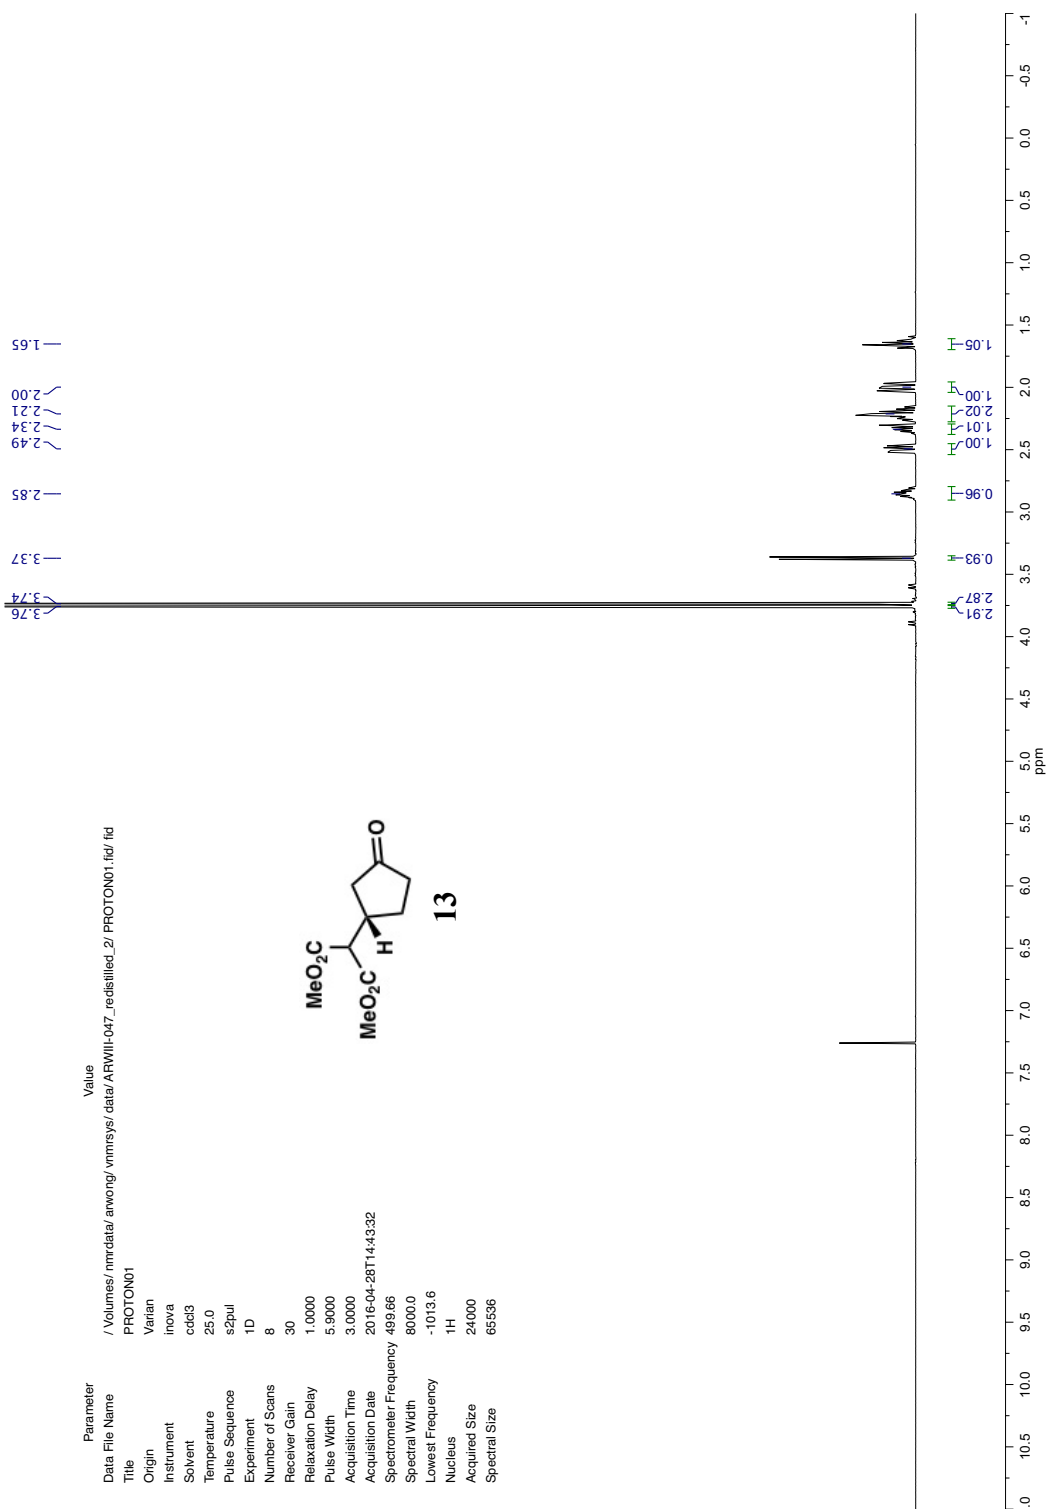 Parameter Value
Data File Name / Volumes/ nmrdata/ arwong/ vnmrsys/ data/ ARWIII-047_redistilled_2/ PROTON01.fid/ fid
Title PROTON01
Origin Varian
Instrument inova
Solvent cdcl3
Temperature 25.0
Pulse Sequence s2pul
Experiment 1D
Number of Scans 8
Receiver Gain 30
Relaxation Delay 1.0000
Pulse Width 5.9000
Acquisition Time 3.0000
Acquisition Date 2016-04-28T14:43:32
Spectrometer Frequency 499.66
Spectral Width 8000.0
Lowest Frequency -1013.6
Nucleus 1H
Acquired Size 24000
Spectral Size 65536
MeO2C
MeO2C
H
O
13
3.76
3.74
3.37
2.85
2.49
2.34
2.21
2.00
1.65
2.91
2.87
0.93
0.96
1.00
1.01
2.02
1.00
1.05
.0 10.5 10.0 9.5 9.0 8.5 8.0 7.5 7.0 6.5 6.0 5.5 5.0 4.5 4.0 3.5 3.0 2.5 2.0 1.5 1.0 0.5 0.0 -0.5 -1
ppm